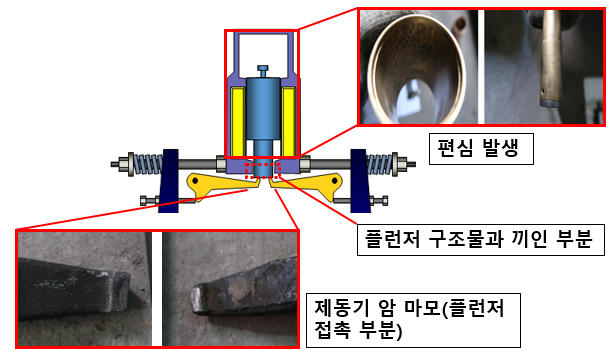 편심 발생
플런저 구조물과 끼인 부분
제동기 암 마모(플런저
접촉 부분)